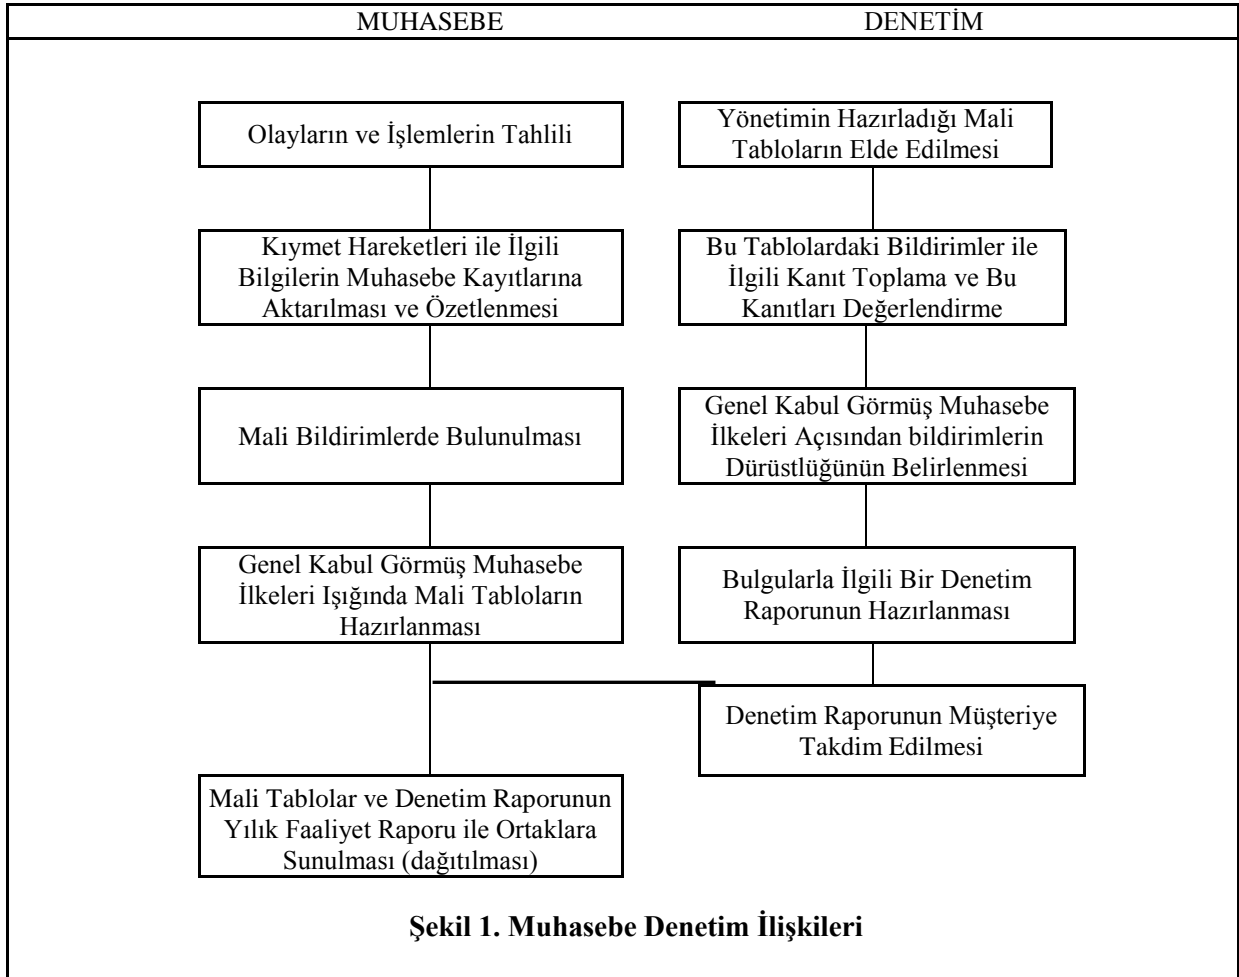 MUHASEBE
DENETİM
Olayların ve İşlemlerin Tahlili
Kıymet Hareketleri ile İlgili
Bilgilerin Muhasebe Kayıtlarına
Aktarılması ve Özetlenmesi
Mali Bildirimlerde Bulunulması
Genel Kabul Görmüş Muhasebe
İlkeleri Işığında Mali Tabloların
Hazırlanması
Mali Tablolar ve Denetim Raporunun
Yılık Faaliyet Raporu ile Ortaklara
Sunulması (dağıtılması)
Yönetimin Hazırladığı Mali
Tabloların Elde Edilmesi
Bu Tablolardaki Bildirimler ile
İlgili Kanıt Toplama ve Bu
Kanıtları Değerlendirme
Genel Kabul Görmüş Muhasebe
İlkeleri Açısından bildirimlerin
Dürüstlüğünün Belirlenmesi
Bulgularla İlgili Bir Denetim
Raporunun Hazırlanması
Denetim Raporunun Müşteriye
Takdim Edilmesi
Şekil 1. Muhasebe Denetim İlişkileri